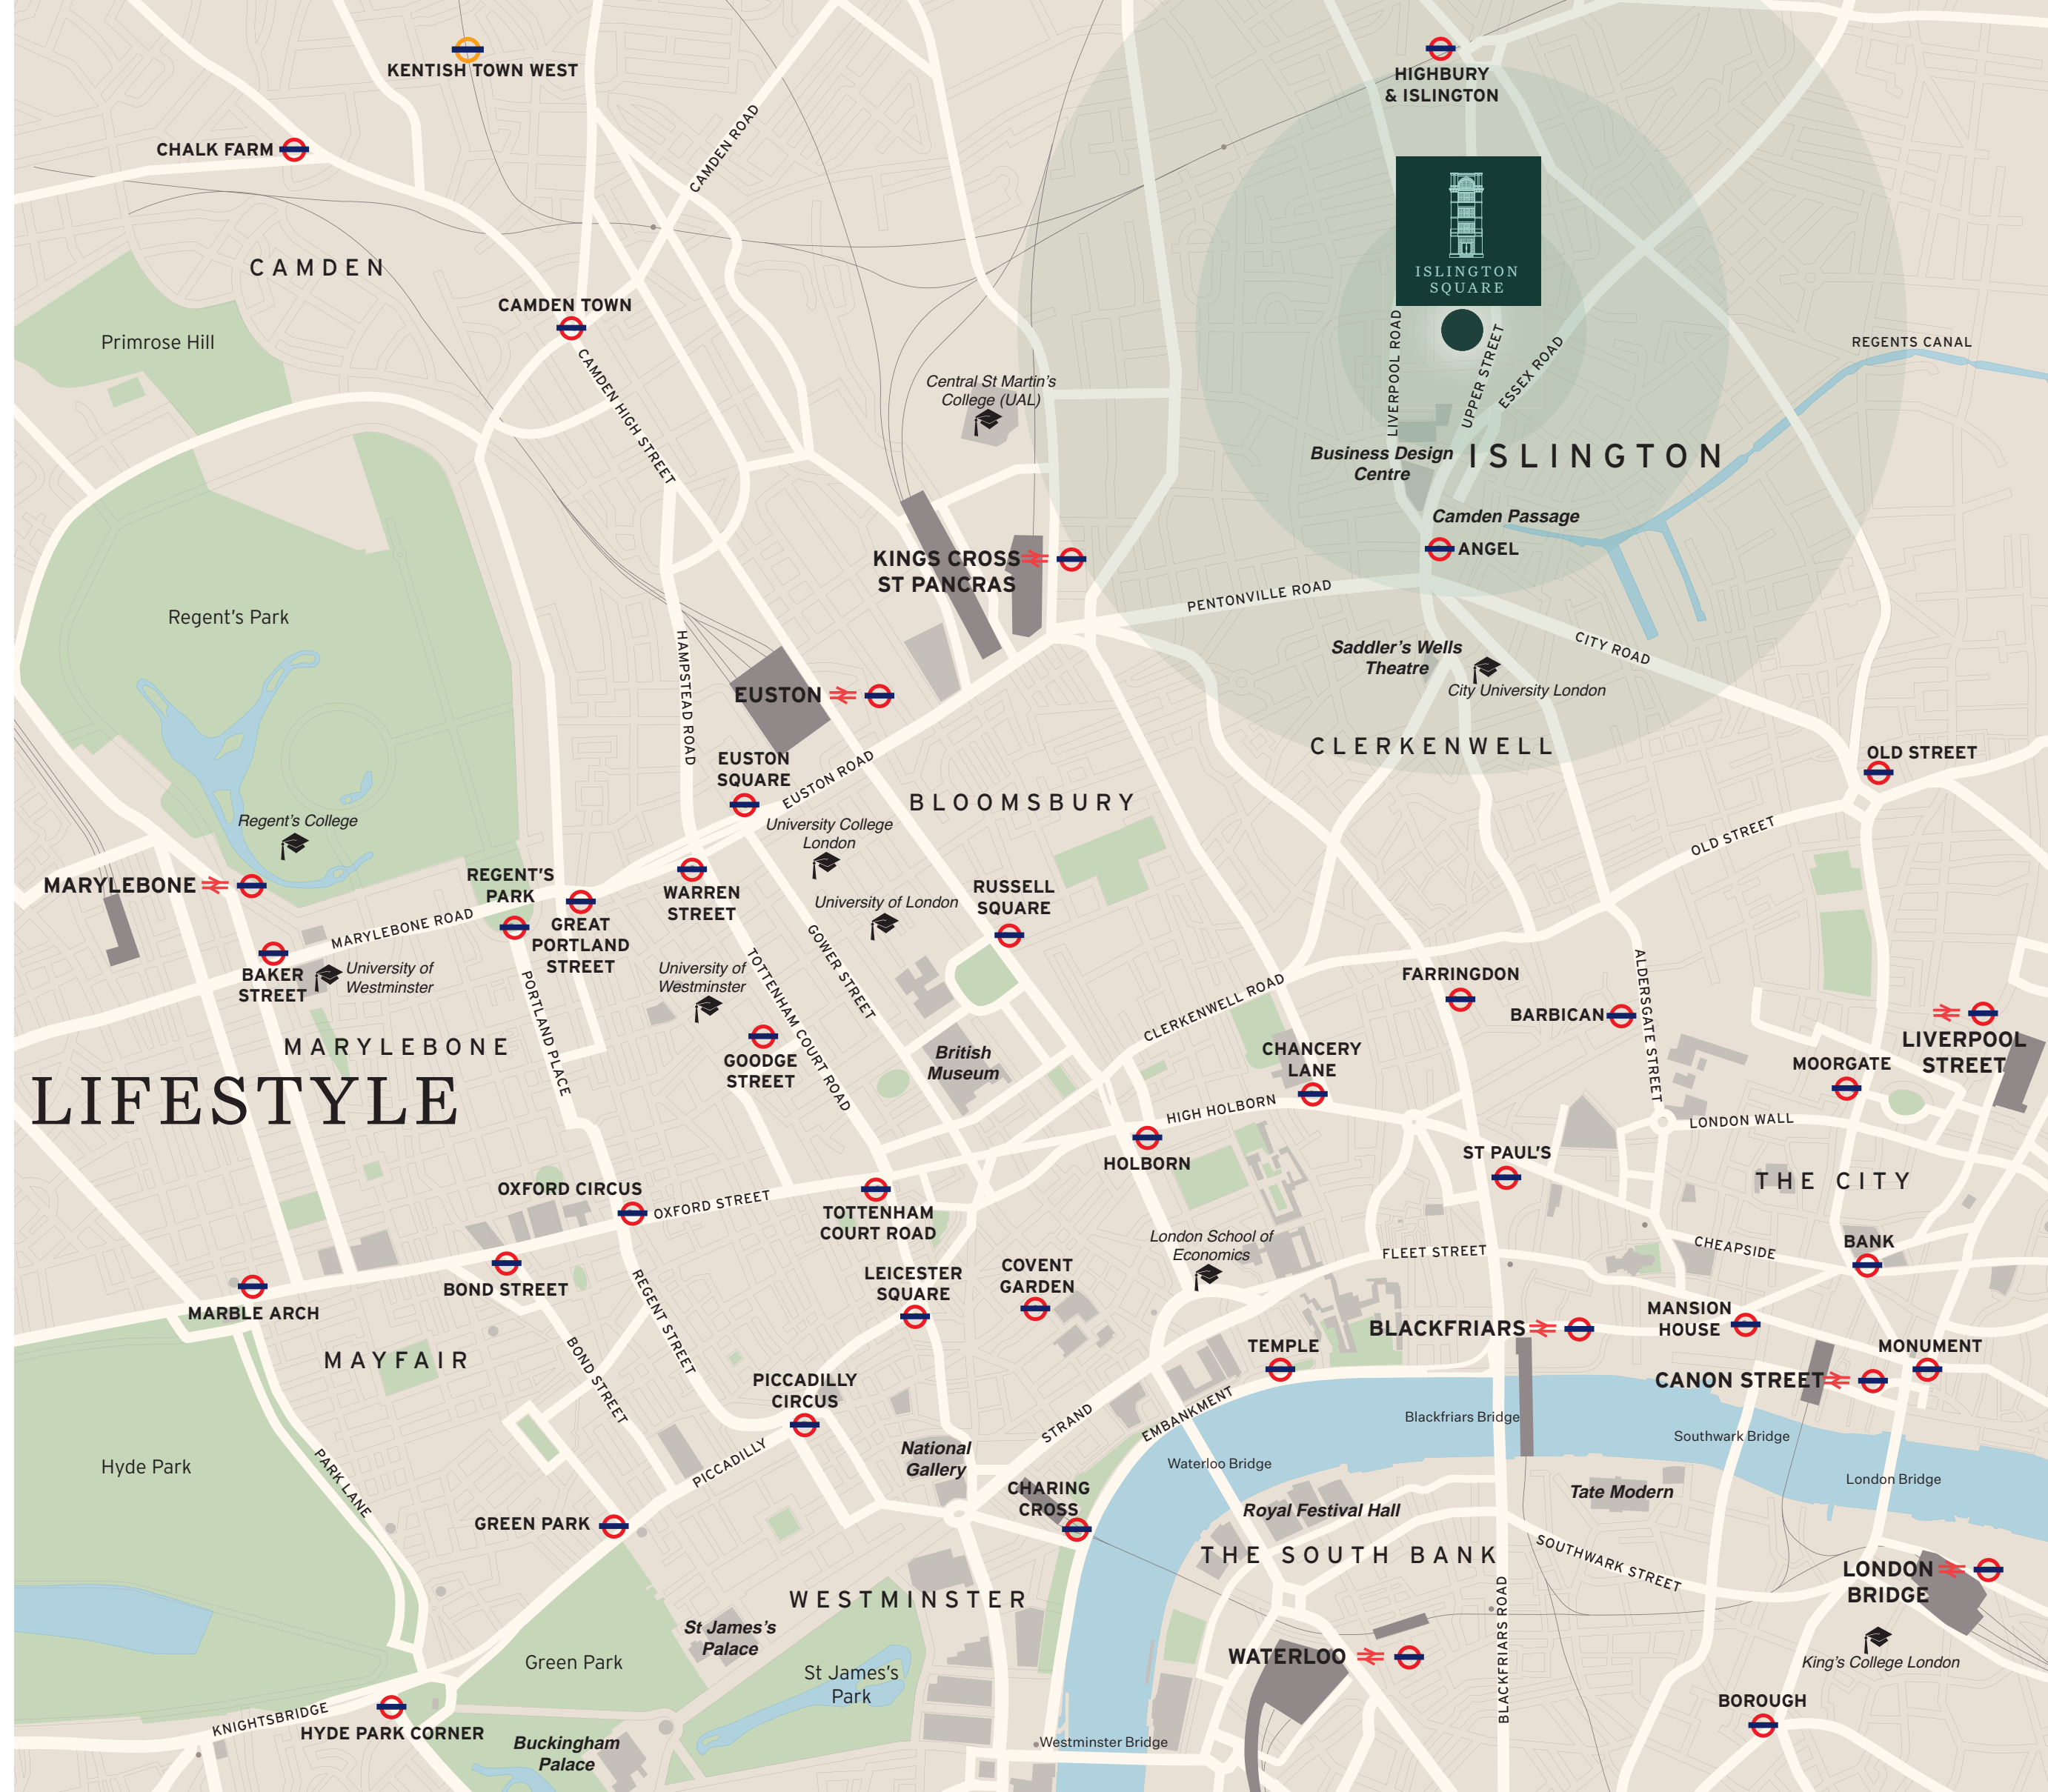 KENTISH TOWN WEST
HIGHBURY
& ISLINGTON
CHALK FARM
CAMDEN ROAD
ISLINGTON
SQUARE
CAMDEN
CAMDEN TOWN
Primrose Hill
CAMDEN HIGH STREET
LIVERPOOL ROAD
UPPER STREET
ESSEX ROAD
REGENTS CANAL
Central St Martin's
College (UAL)
Business Design
Centre
ISLINGTON
Camden Passage
ANGEL
KINGS CROSS
ST PANCRAS
PENTONVILLE ROAD
Regent's Park
HAMPSTEAD ROAD
Saddler's Wells
Theatre
CITY ROAD
City University London
EUSTON
CLERKENWELL
EUSTON
SQUARE
EUSTON ROAD
OLD STREET
BLOOMSBURY
Regent's College
University College
London
OLD STREET
MARYLEBONE
REGENT'S
PARK
WARREN
STREET
RUSSELL
SQUARE
University of London
MARYLEBONE ROAD
GREAT
PORTLAND
STREET
GOWER STREET
BAKER
STREET
University of
Westminster
PORTLAND PLACE
University of
Westminster
TOTTENHAM COURT ROAD
FARRINGDON
ALDERSGATE STREET
CLERKENWELL ROAD
BARBICAN
LIVERPOOL
STREET
MARYLEBONE
GOODGE
STREET
British
Museum
CHANCERY
LANE
MOORGATE
LIFESTYLE
HIGH HOLBORN
LONDON WALL
HOLBORN
ST PAUL'S
THE CITY
OXFORD CIRCUS
OXFORD STREET
TOTTENHAM
COURT ROAD
London School of
Economics
FLEET STREET
CHEAPSIDE
BANK
BOND STREET
REGENT STREET
LEICESTER
SQUARE
COVENT
GARDEN
MARBLE ARCH
BLACKFRIARS
MANSION
HOUSE
MAYFAIR
BOND STREET
TEMPLE
MONUMENT
PICCADILLY
CIRCUS
CANON STREET
STRAND
EMBANKMENT
Blackfriars Bridge
Southwark Bridge
Hyde Park
PARK LANE
PICCADILLY
National
Gallery
Waterloo Bridge
London Bridge
CHARING
CROSS
Royal Festival Hall
Tate Modern
GREEN PARK
THE SOUTH BANK
SOUTHWARK STREET
LONDON
BRIDGE
WESTMINSTER
BLACKFRIARS ROAD
St James's
Palace
Green Park
St James's
Park
WATERLOO
King's College London
KNIGHTSBRIDGE
HYDE PARK CORNER
BOROUGH
Buckingham
Palace
Westminster Bridge